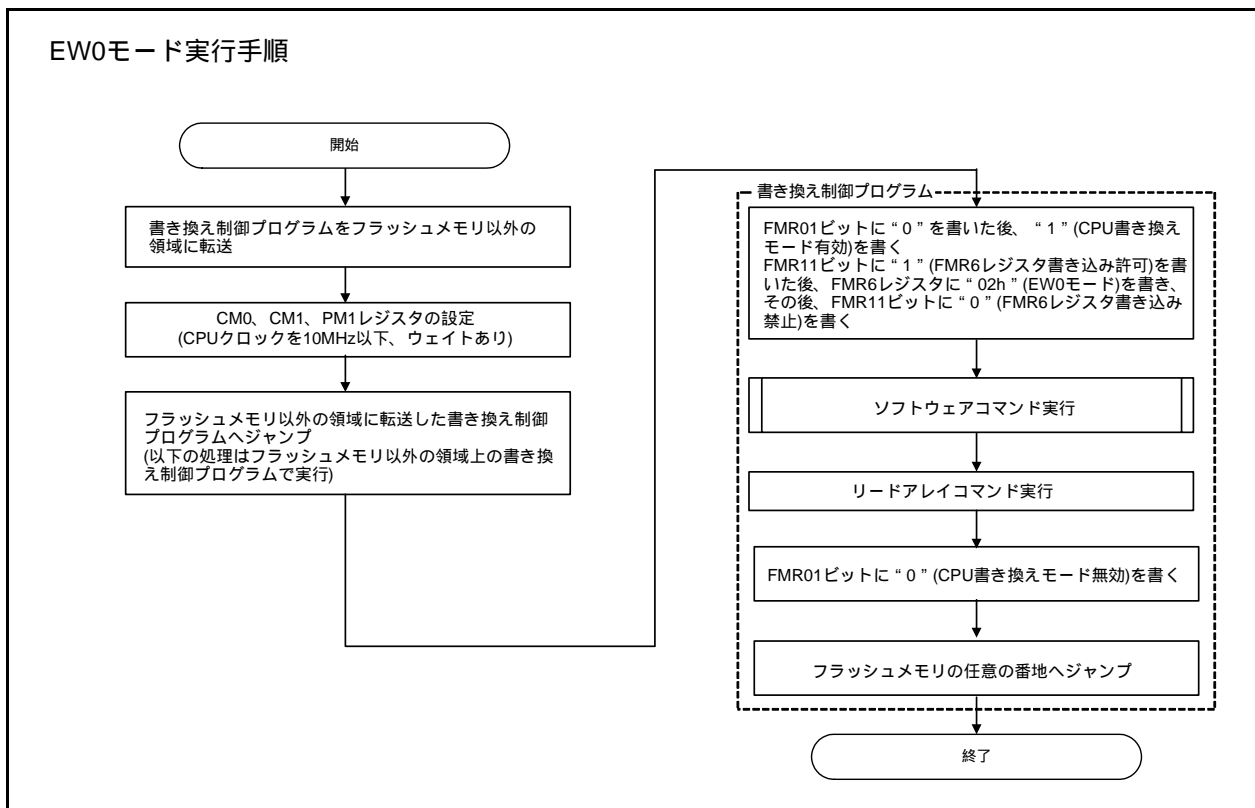 EW0モード実行手順
開始
書き換え制御プログラムをフラッシュメモリ以外の
領域に転送
CM0、CM1、PM1レジスタの設定
(CPUクロックを10MHz以下、ウェイトあり)
フラッシュメモリ以外の領域に転送した書き換え制御
プログラムへジャンプ
(以下の処理はフラッシュメモリ以外の領域上の書き換
え制御プログラムで実行)
書き換え制御プログラム
FMR01ビットに“0”を書いた後、“1”(CPU書き換え
モード有効)を書く
FMR11ビットに“1”(FMR6レジスタ書き込み許可)を書
いた後、FMR6レジスタに“02h”(EW0モード)を書き、
その後、FMR11ビットに“0”(FMR6レジスタ書き込み
禁止)を書く
ソフトウェアコマンド実行
リードアレイコマンド実行
FMR01ビットに“0”(CPU書き換えモード無効)を書く
フラッシュメモリの任意の番地へジャンプ
終了